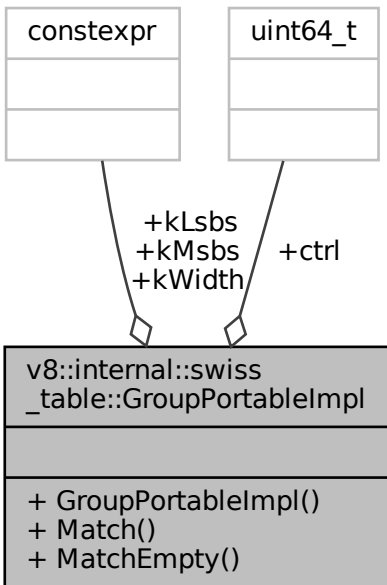 constexpr
uint64_t
+kLsbs
+kMsbs
+kWidth
+ctrl
v8::internal::swiss
_table::GroupPortableImpl
+ GroupPortableImpl()
+ Match()
+ MatchEmpty()